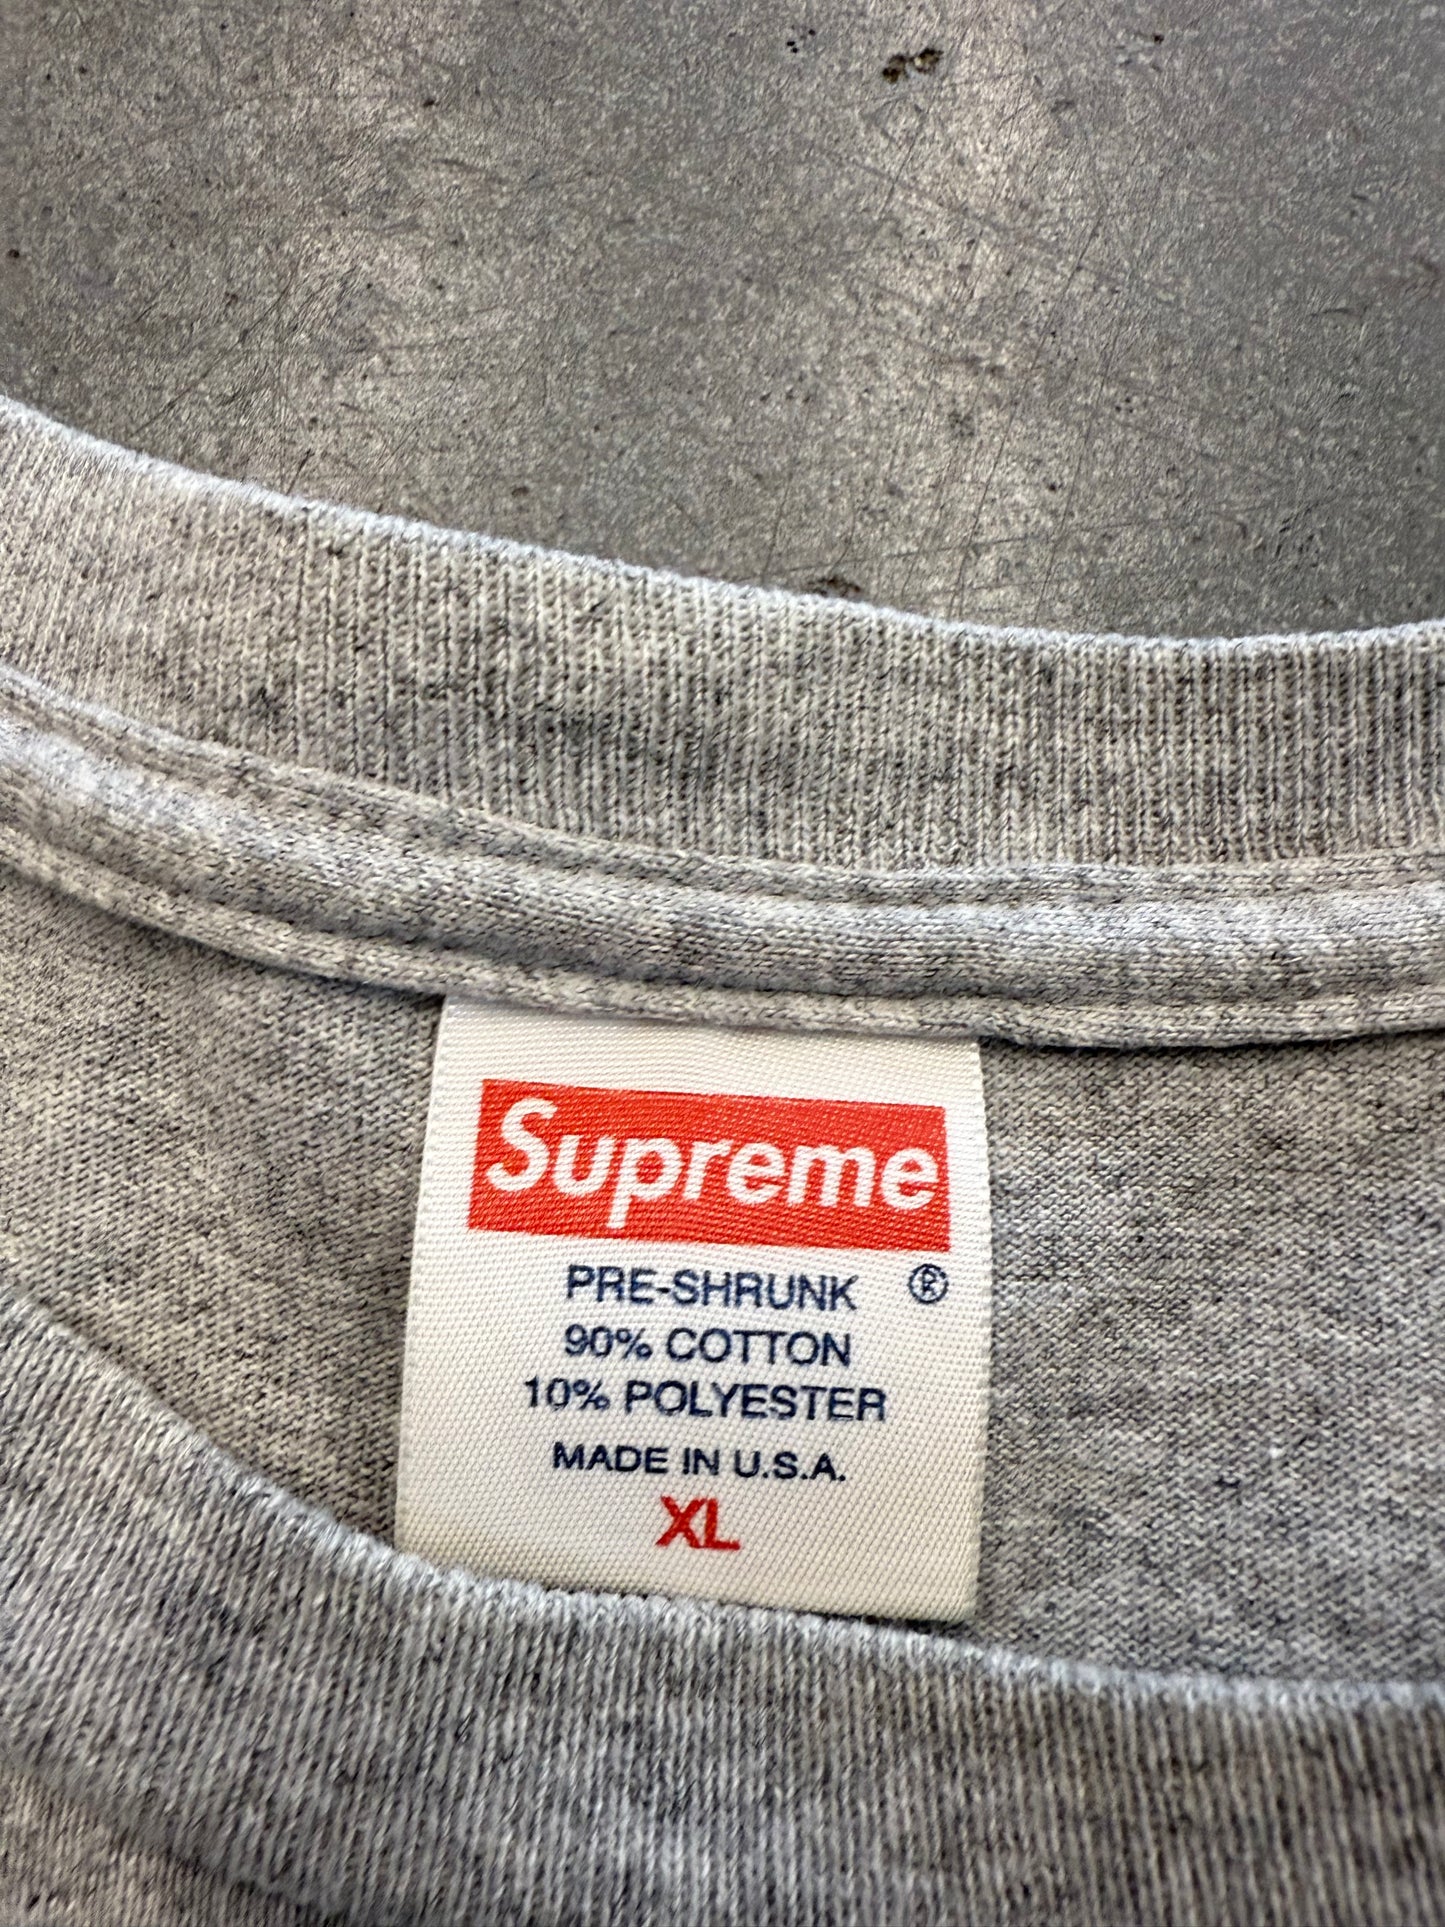 Supreme
PRE-SHRUNK ®
90% COTTON
10% POLYESTER
MADE IN U.S.A.
XL